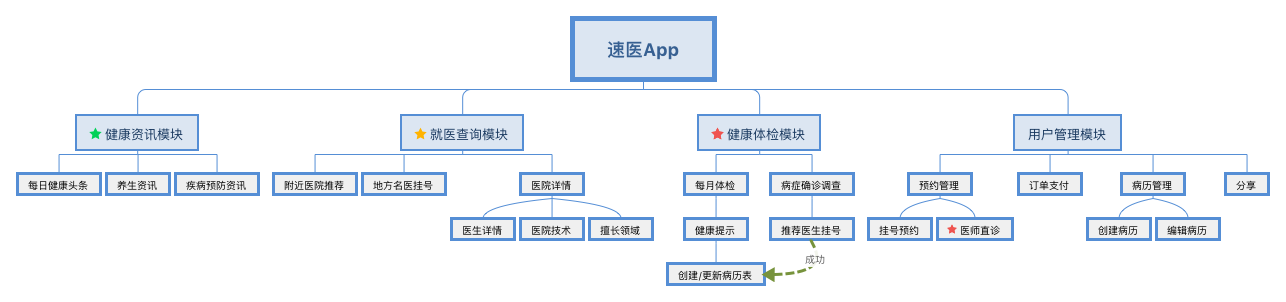 速医App
健康资讯模块
就医查询模块
健康体检模块
用户管理模块
每日健康头条
养生资讯
疾病预防资讯
附近医院推荐
地方名医挂号
医院详情
每月体检
病症确诊调查
预约管理
订单支付
病历管理
分享
医生详情
医院技术
擅长领域
健康提示
推荐医生挂号
挂号预约
医师直诊
创建病历
编辑病历
成功
创建/更新病历表